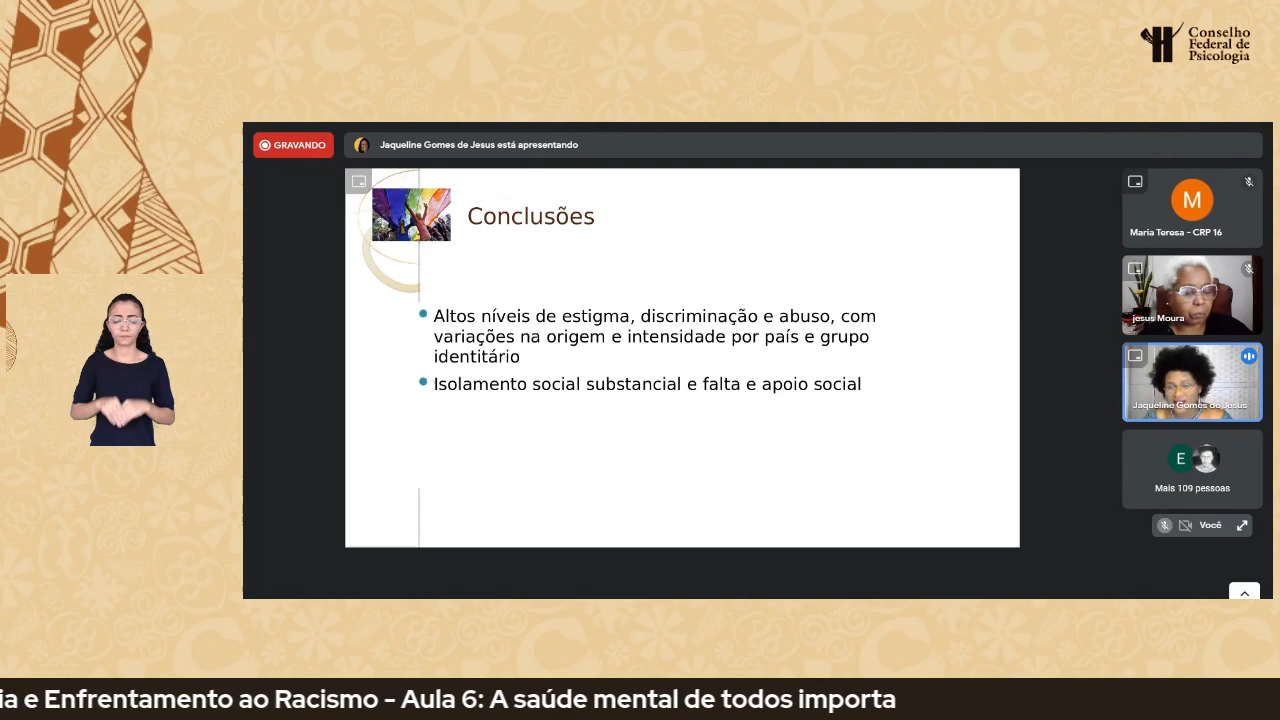 Conselho
Federal de
Psicologia
GRAVANDO
Jaqueline Gomes de Jesus está apresentando
Conclusões
Altos níveis de estigma, discriminação e abuso, com
variações na origem e intensidade por país e grupo
identitário
Isolamento social substancial e falta e apoio social
M
Maria Teresa - CRP 16
jesus Moura
Jaqueline Gomes de Jesus
E
Mais 109 pessoas
Você
ia e Enfrentamento ao Racismo - Aula 6: A saúde mental de todos importa